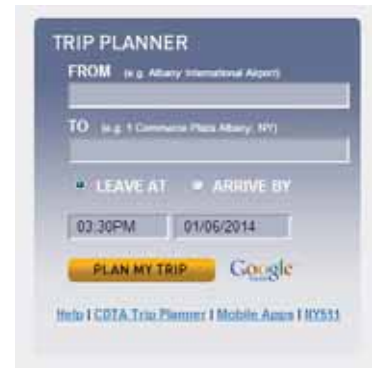 TRIP PLANNER
FROM (e.g. Albany International Airport)
TO (e.g. 1 Commerce Plaza Albany, NY)
LEAVE AT ARRIVE BY
03:30PM 01/06/2014
PLAN MY TRIP Google
Help | CDTA Trip Planner | Mobile Apps | NY511